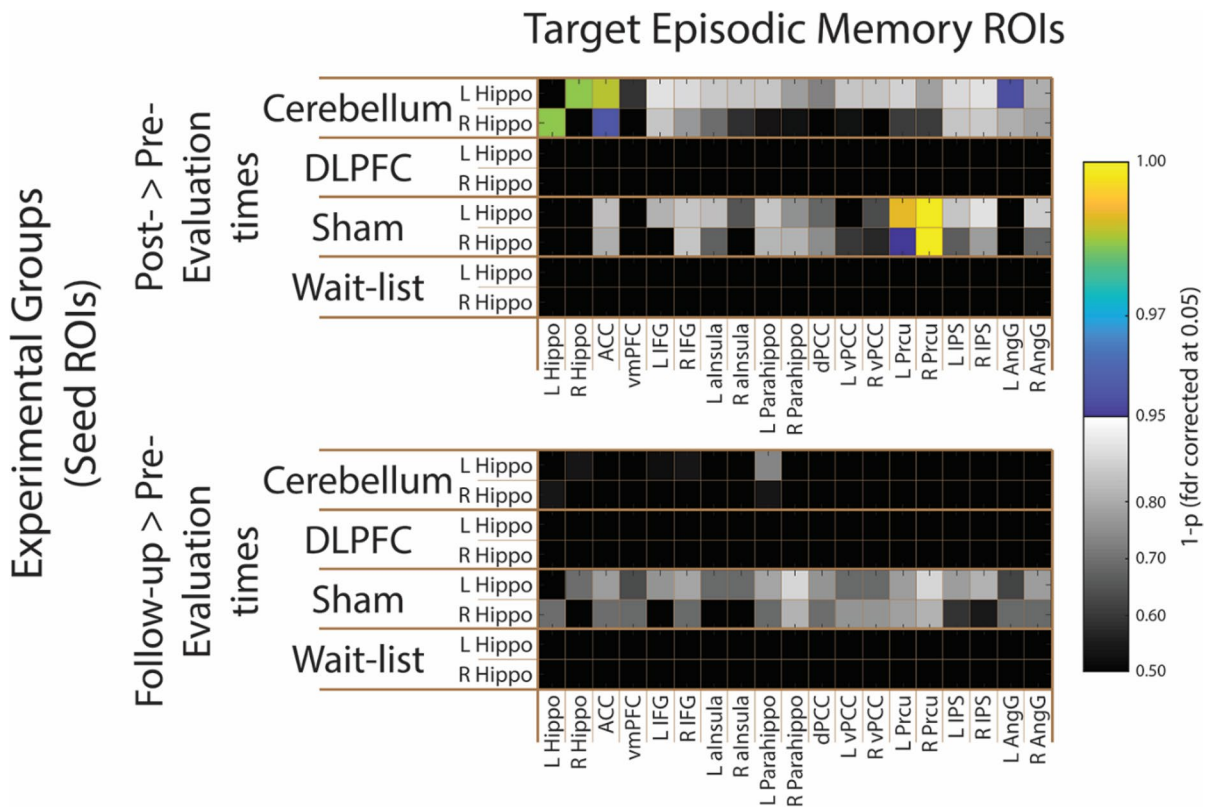 Target Episodic Memory ROIs
Experimental Groups
(Seed ROIs)
Post- > Pre-
Evaluation
times
Cerebellum
L Hippo
R Hippo
DLPFC
L Hippo
R Hippo
Sham
L Hippo
R Hippo
Wait-list
L Hippo
R Hippo
L Hippo
R Hippo
ACC
vmPFC
L IFG
R IFG
L aInsula
R aInsula
L Parahippo
R Parahippo
dPCC
L vPCC
R vPCC
L Prcu
R Prcu
L IPS
R IPS
L AngG
R AngG
Follow-up > Pre-
Evaluation
times
Cerebellum
L Hippo
R Hippo
DLPFC
L Hippo
R Hippo
Sham
L Hippo
R Hippo
Wait-list
L Hippo
R Hippo
L Hippo
R Hippo
ACC
vmPFC
L IFG
R IFG
L aInsula
R aInsula
L Parahippo
R Parahippo
dPCC
L vPCC
R vPCC
L Prcu
R Prcu
L IPS
R IPS
L AngG
R AngG
1.00
0.97
0.95
0.80
0.70
0.60
0.50
1-p (fdr corrected at 0.05)